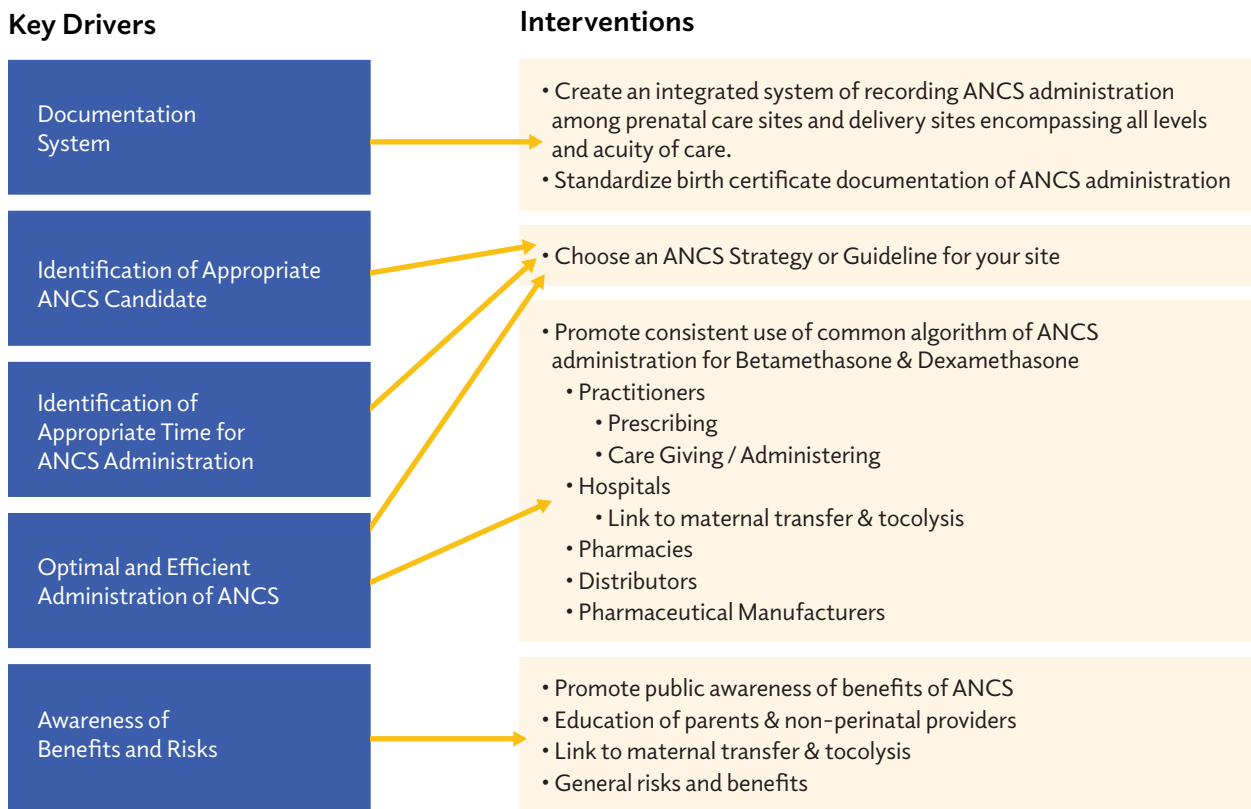 Key Drivers
Interventions
Documentation
System
• Create an integrated system of recording ANCS administration
among prenatal care sites and delivery sites encompassing all levels
and acuity of care.
• Standardize birth certificate documentation of ANCS administration
Identification of Appropriate
ANCS Candidate
• Choose an ANCS Strategy or Guideline for your site
Identification of
Appropriate Time for
ANCS Administration
Optimal and Efficient
Administration of ANCS
• Promote consistent use of common algorithm of ANCS
administration for Betamethasone & Dexamethasone
• Practitioners
• Prescribing
• Care Giving / Administering
• Hospitals
• Link to maternal transfer & tocolysis
• Pharmacies
• Distributors
• Pharmaceutical Manufacturers
Awareness of
Benefits and Risks
• Promote public awareness of benefits of ANCS
• Education of parents & non-perinatal providers
• Link to maternal transfer & tocolysis
• General risks and benefits